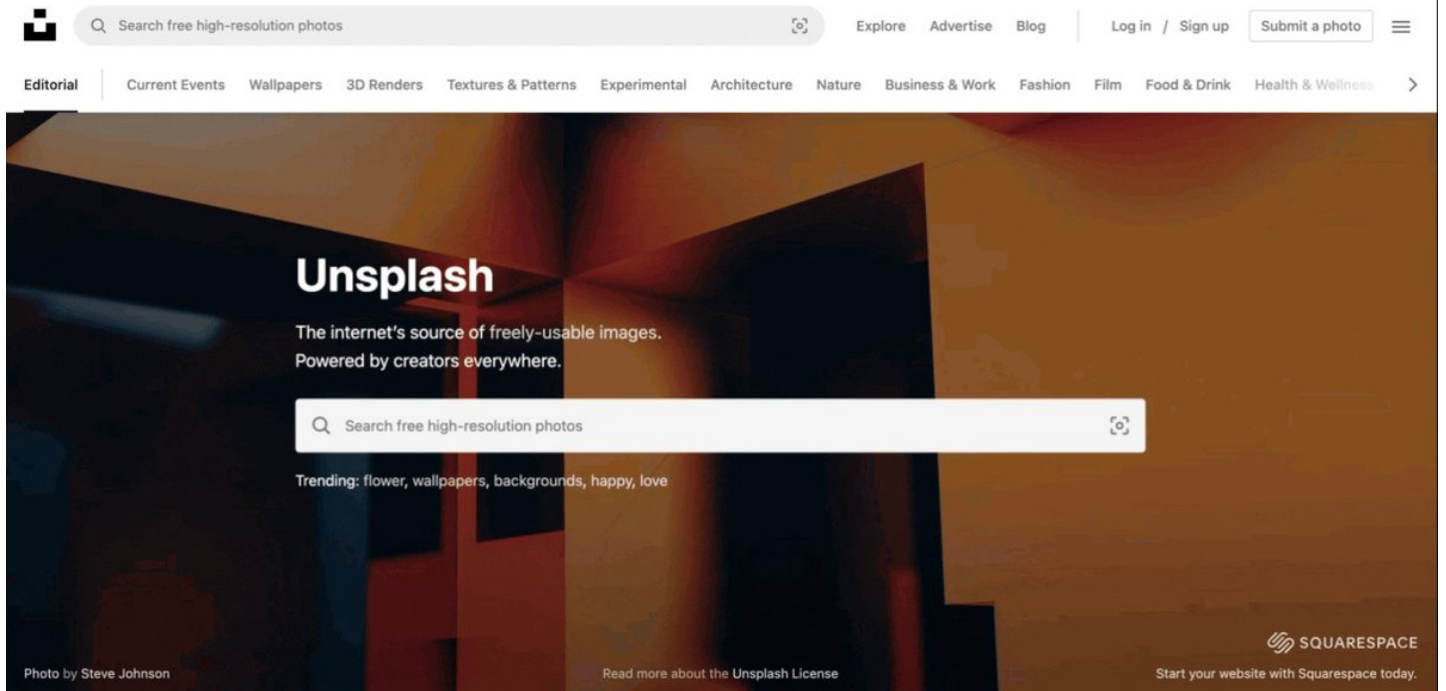 Search free high-resolution photos
Explore Advertise Blog Log in / Sign up Submit a photo
Editorial Current Events Wallpapers 3D Renders Textures & Patterns Experimental Architecture Nature Business & Work Fashion Film Food & Drink Health & Wellness
Unsplash
The internet's source of freely-usable images.
Powered by creators everywhere.
Search free high-resolution photos
Trending: flower, wallpapers, backgrounds, happy, love
SQUARESPACE
Photo by Steve Johnson
Read more about the Unsplash License
Start your website with Squarespace today.